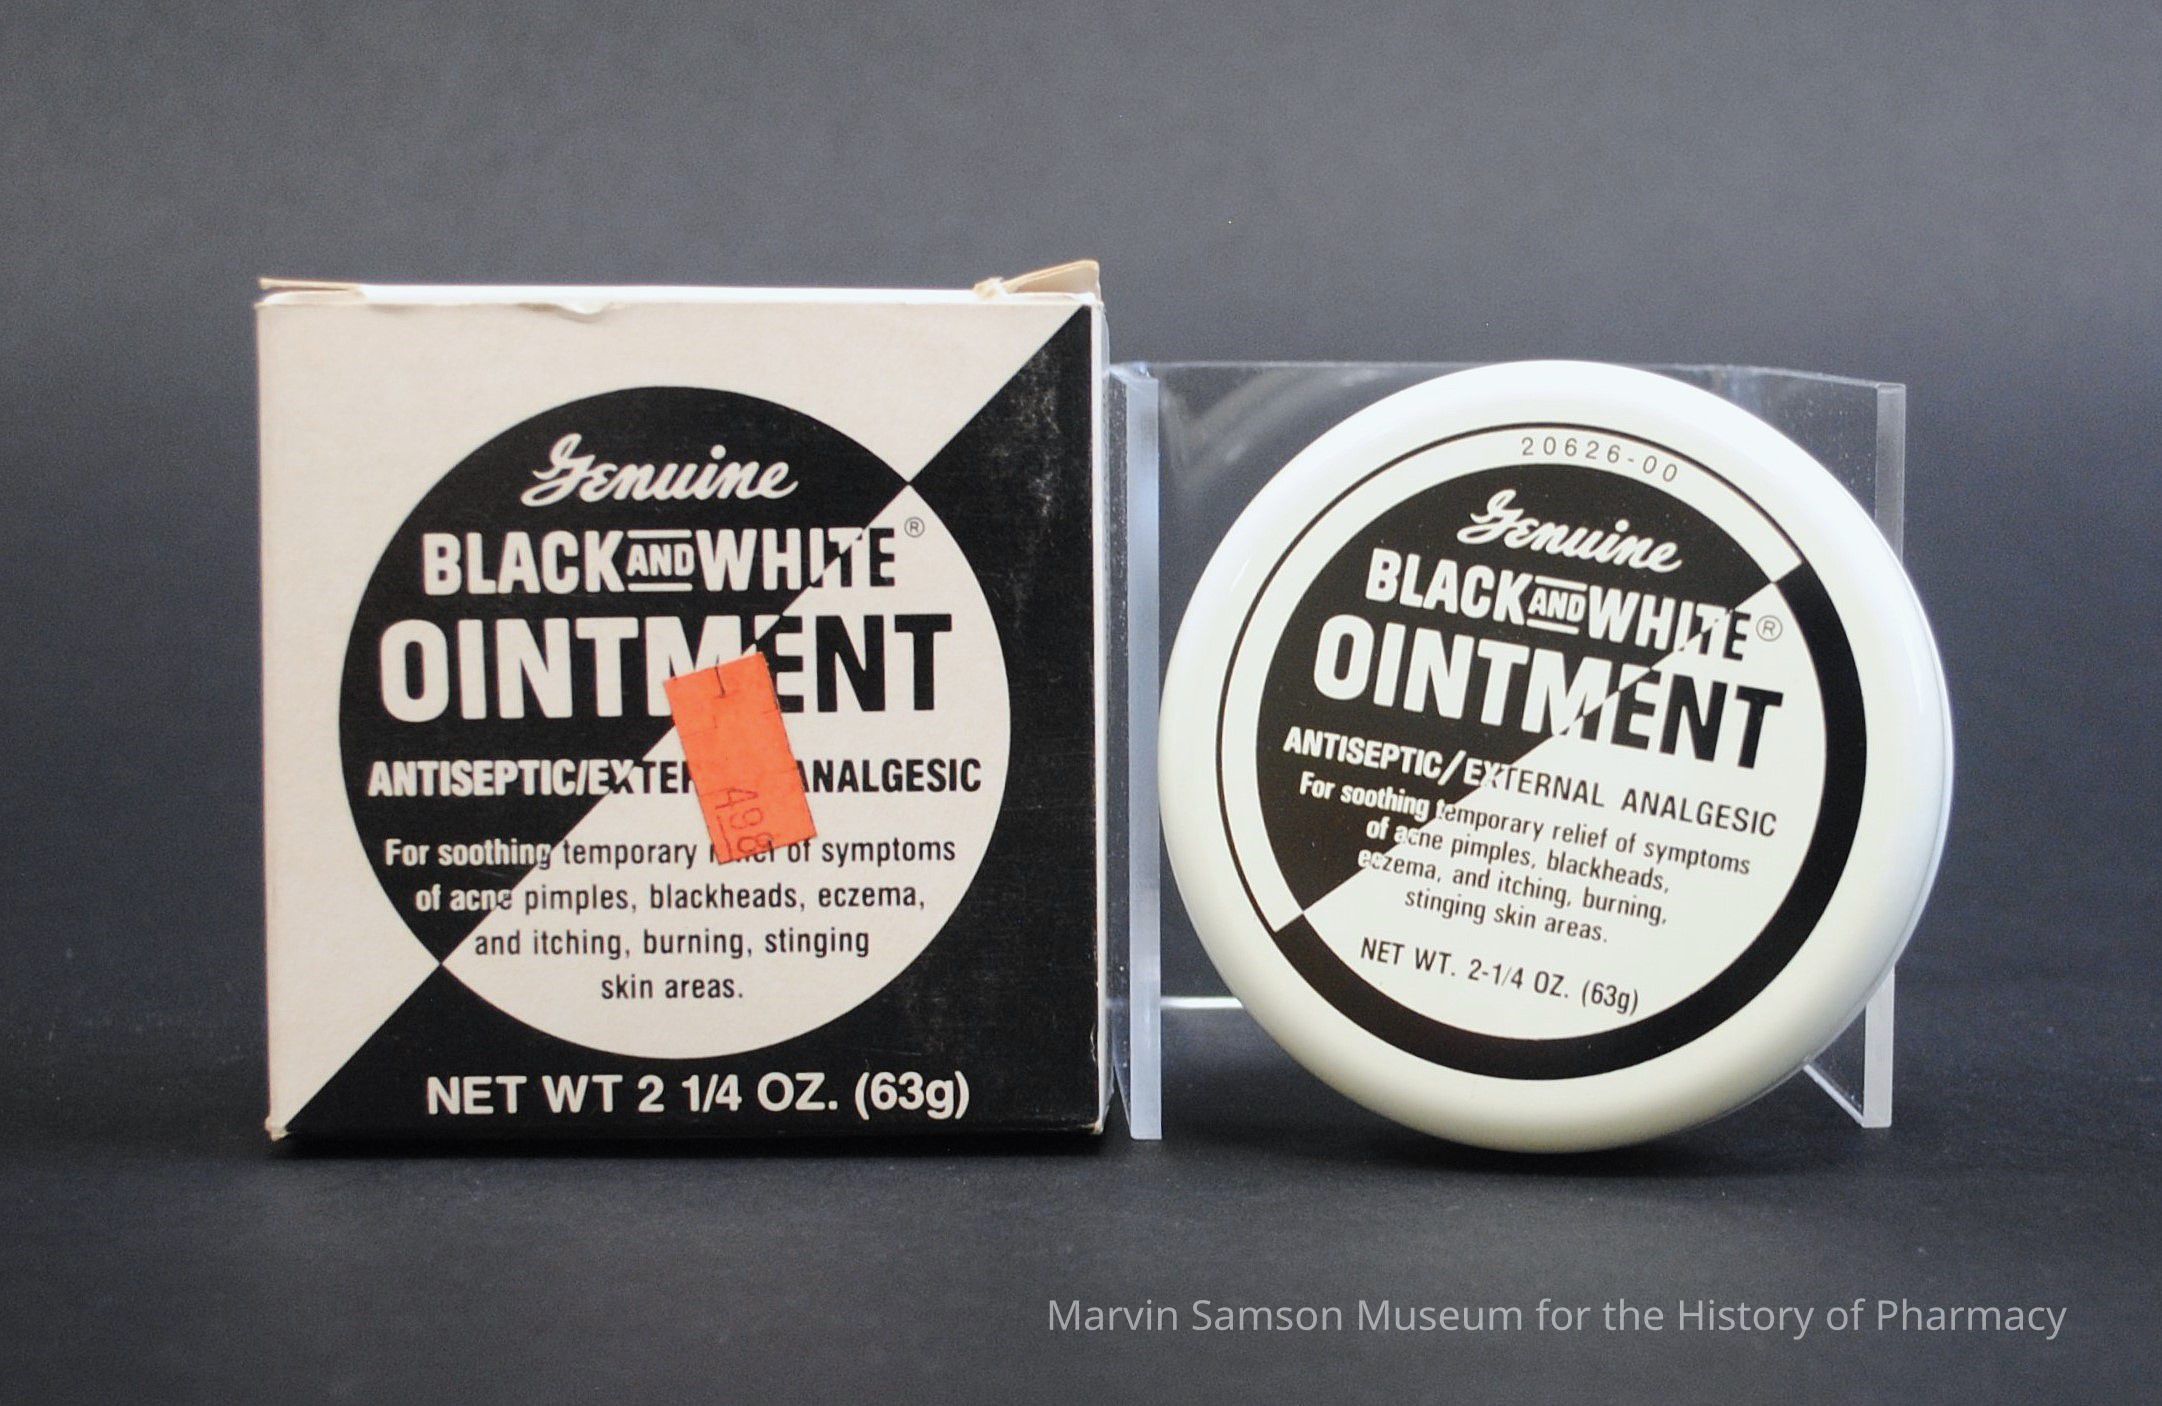 Genuine
BLACK AND WHITE®
OINTMENT
ANTISEPTIC/EXTER ANALGESIC
For soothing temporary of symptoms
of acne pimples, blackheads, eczema,
and itching, burning, stinging
skin areas.
NET WT 2 1/4 OZ. (63g)
498
20626-00
Genuine
BLACK AND WHITE®
OINTMENT
ANTISEPTIC/EXTERNAL ANALGESIC
For soothing temporary relief of symptoms
of acne pimples, blackheads,
eczema, and itching, burning,
stinging skin areas.
NET WT. 2-1/4 OZ. (63g)
Marvin Samson Museum for the History of Pharmacy